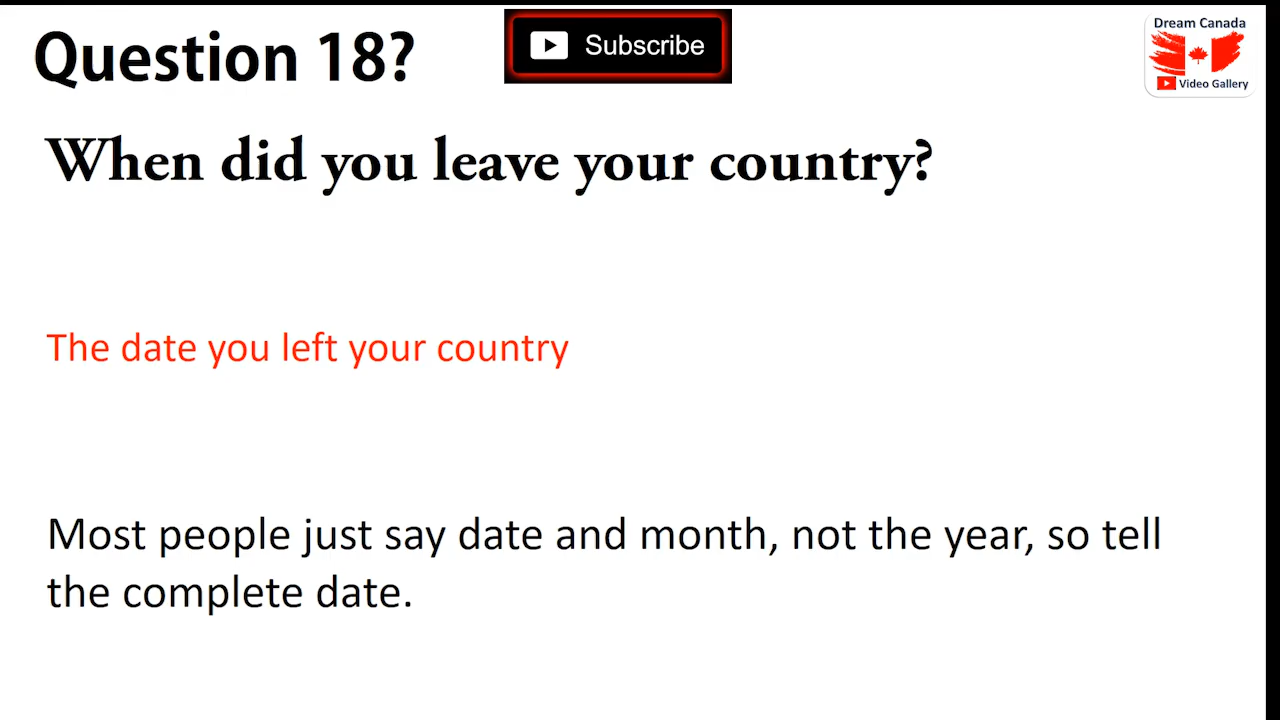 Question 18?
Subscribe
Dream Canada
Video Gallery
When did you leave your country?
The date you left your country
Most people just say date and month, not the year, so tell
the complete date.